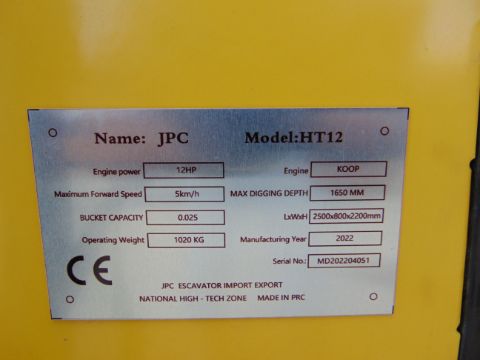 Name: JPC Model:HT12
Engine power 12HP Engine KOOP
Maximum Forward Speed 5km/h MAX DIGGING DEPTH 1650 MM
BUCKET CAPACITY 0.025 LxWxH 2500x800x2200mm
Operating Weight 1020 KG Manufacturing Year 2022
Serial No.: MD202204051
CE
JPC ESCAVATOR IMPORT EXPORT
NATIONAL HIGH - TECH ZONE MADE IN PRC